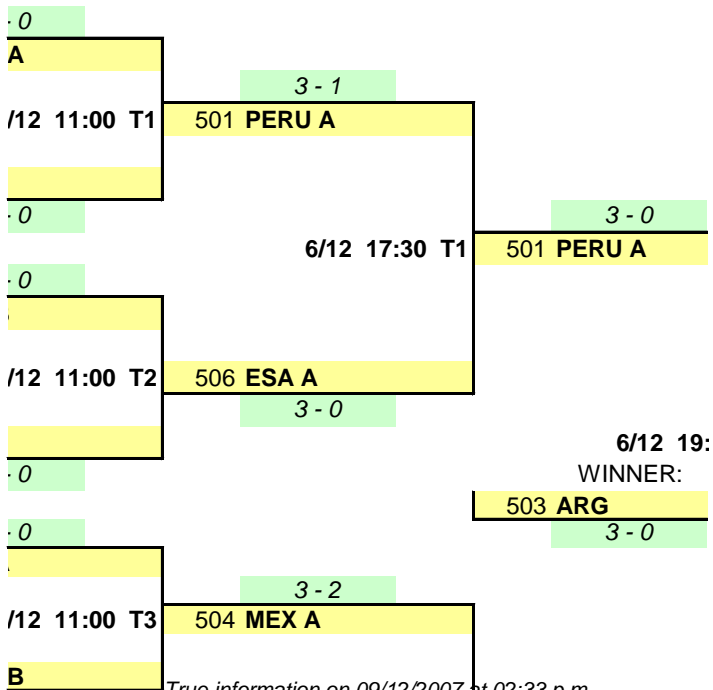 - 0
A
3 - 1
/12 11:00 T1
501 PERU A
- 0
3 - 0
6/12 17:30 T1
501 PERU A
- 0
/12 11:00 T2
506 ESA A
3 - 0
6/12 19:
- 0
WINNER:
503 ARG
- 0
3 - 0
3 - 2
/12 11:00 T3
504 MEX A
B
True information on 09/12/2007 at 02:33 p.m.